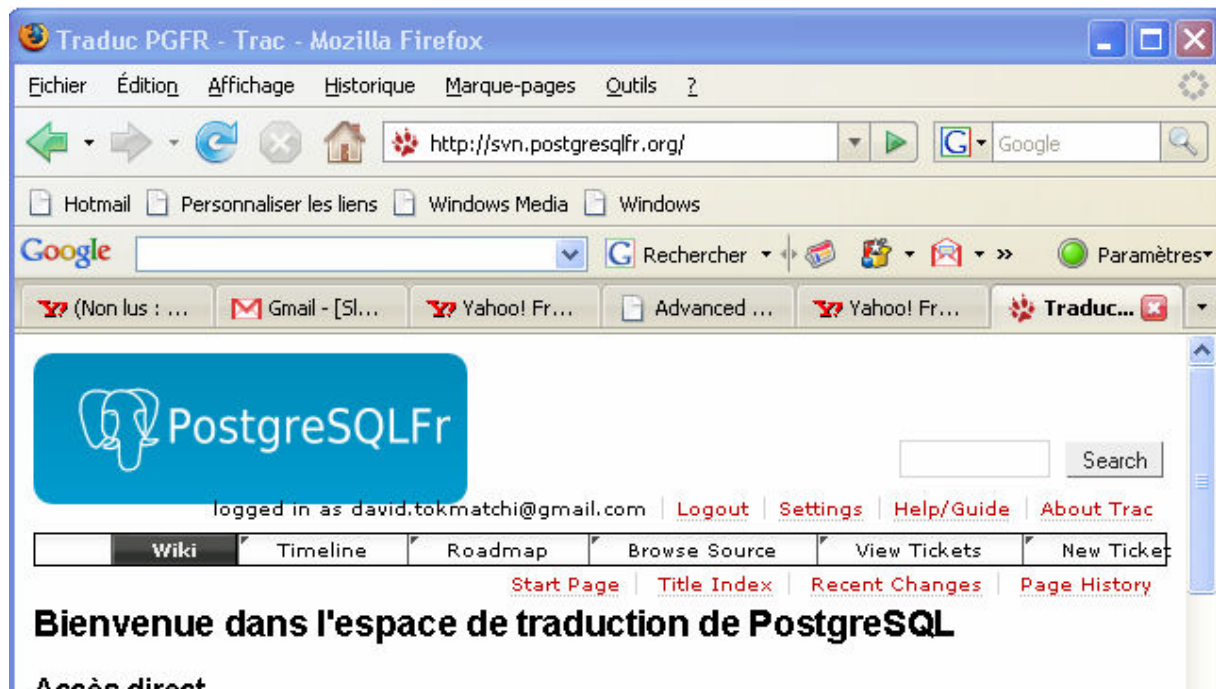 Traduc PGFR - Trac - Mozilla Firefox
Fichier Édition Affichage Historique Marque-pages Outils ?
http://svn.postgresqlfr.org/ G Google
Hotmail Personnaliser les liens Windows Media Windows
Google G Rechercher » Paramètres
Y! (Non lus : ... Gmail - [Sl... Y! Yahoo! Fr... Advanced ... Y! Yahoo! Fr... Traduc...
PostgreSQLFr
Search
logged in as david.tokmatchi@gmail.com Logout Settings Help/Guide About Trac
Wiki Timeline Roadmap Browse Source View Tickets New Ticket
Start Page Title Index Recent Changes Page History
Bienvenue dans l'espace de traduction de PostgreSQL
Accès direct